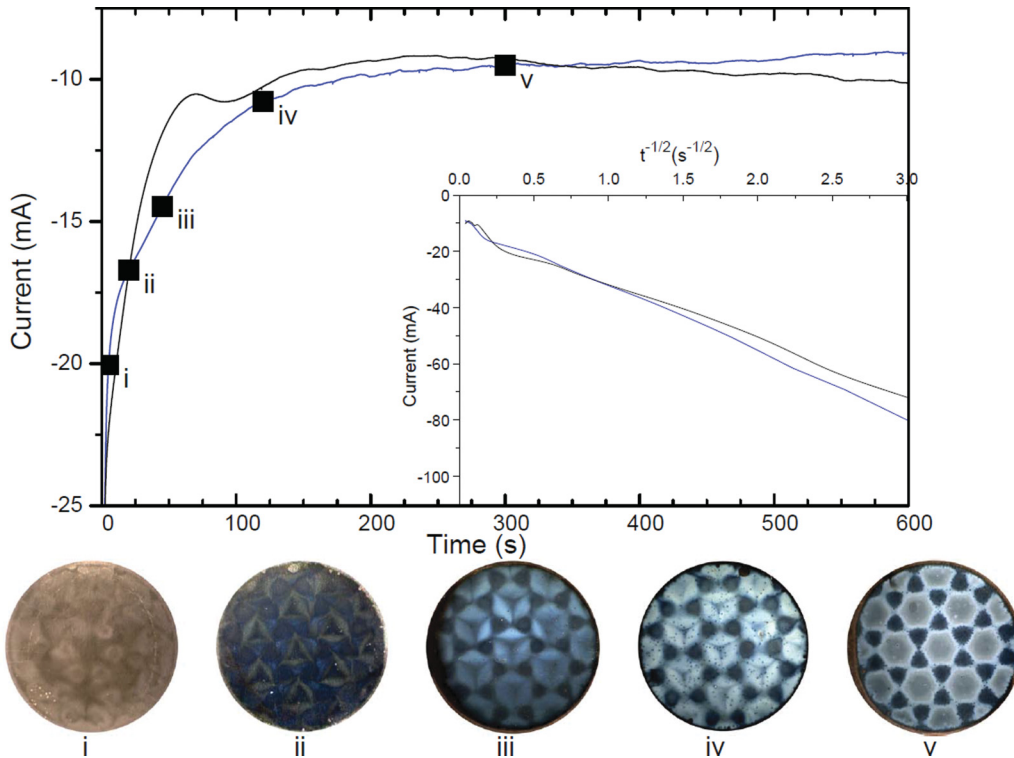 -10
-15
-20
-25
Current (mA)
0 100 200 300 400 500 600
Time (s)
i
ii
iii
iv
v
t^-1/2(s^-1/2)
0.0 0.5 1.0 1.5 2.0 2.5 3.0
0
-20
-40
-60
-80
-100
Current (mA)
i ii iii iv v